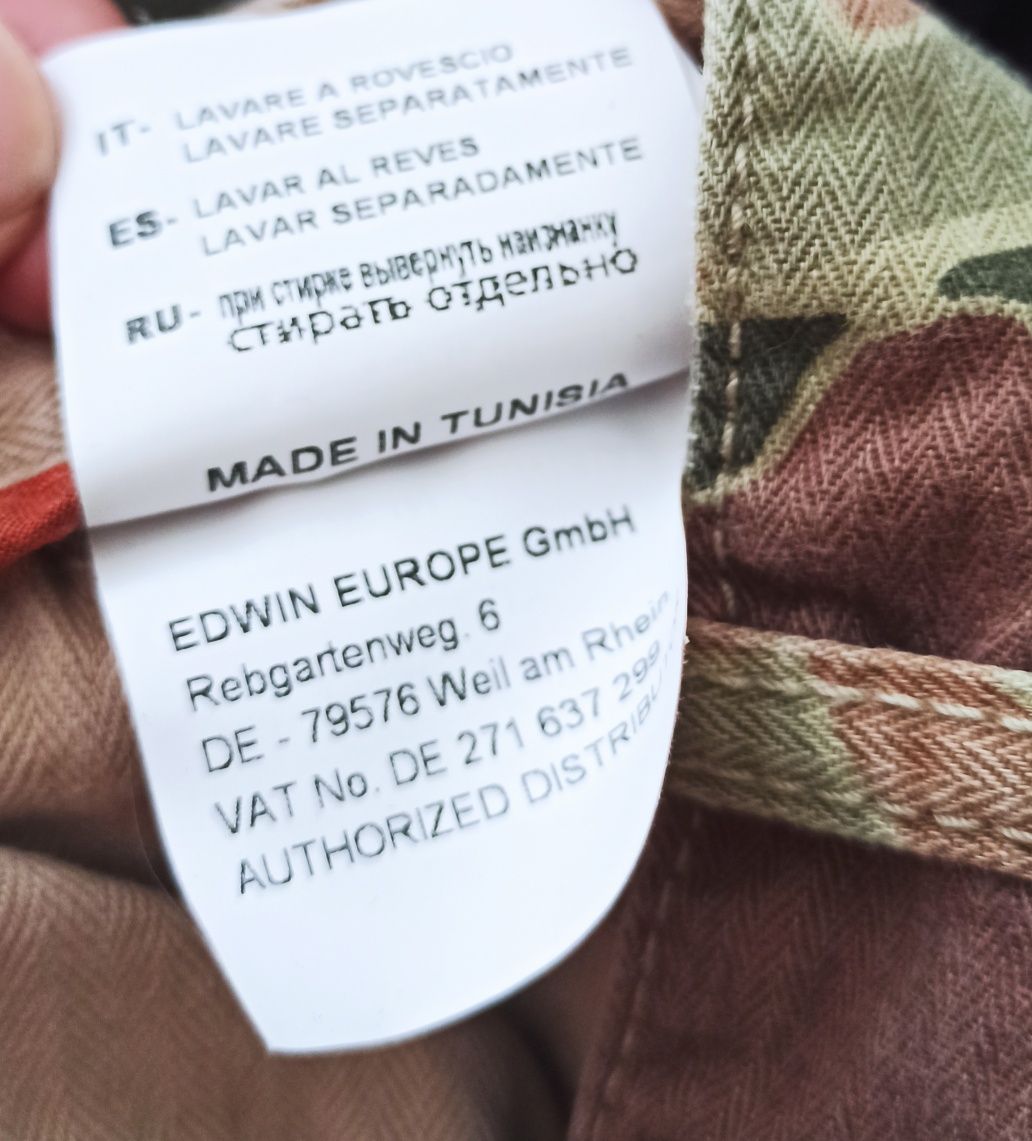 IT- LAVARE A ROVESCIO
LAVARE SEPARATAMENTE
ES- LAVAR AL REVES
LAVAR SEPARADAMENTE
RU- при стирке вывернуть наизнанку
стирать отдельно
MADE IN TUNISIA
EDWIN EUROPE GmbH
Rebgartenweg 6
DE - 79576 Weil am Rhein
VAT No. DE 271 637 299
AUTHORIZED